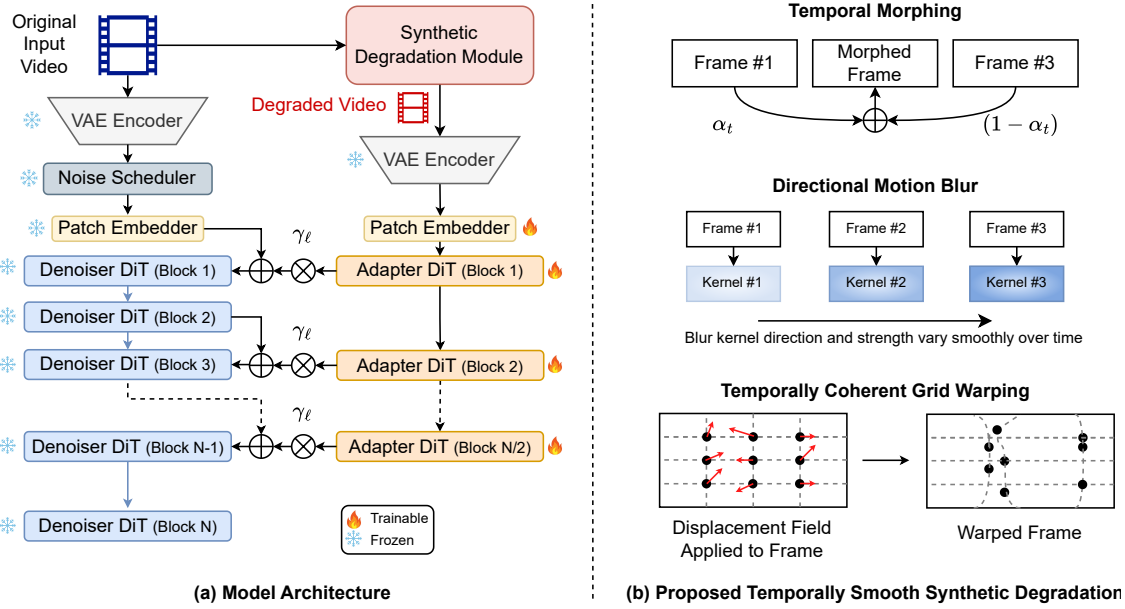 Original
Input
Video
Synthetic
Degradation Module
Degraded Video
VAE Encoder
VAE Encoder
Noise Scheduler
Patch Embedder
Patch Embedder
γℓ
Denoiser DiT (Block 1)
Adapter DiT (Block 1)
Denoiser DiT (Block 2)
γℓ
Denoiser DiT (Block 3)
Adapter DiT (Block 2)
γℓ
Denoiser DiT (Block N-1)
Adapter DiT (Block N/2)
Denoiser DiT (Block N)
Trainable
Frozen
(a) Model Architecture
Temporal Morphing
Frame #1
Morphed
Frame
Frame #3
αt
(1 − αt)
Directional Motion Blur
Frame #1
Frame #2
Frame #3
Kernel #1
Kernel #2
Kernel #3
Blur kernel direction and strength vary smoothly over time
Temporally Coherent Grid Warping
Displacement Field
Applied to Frame
Warped Frame
(b) Proposed Temporally Smooth Synthetic Degradation